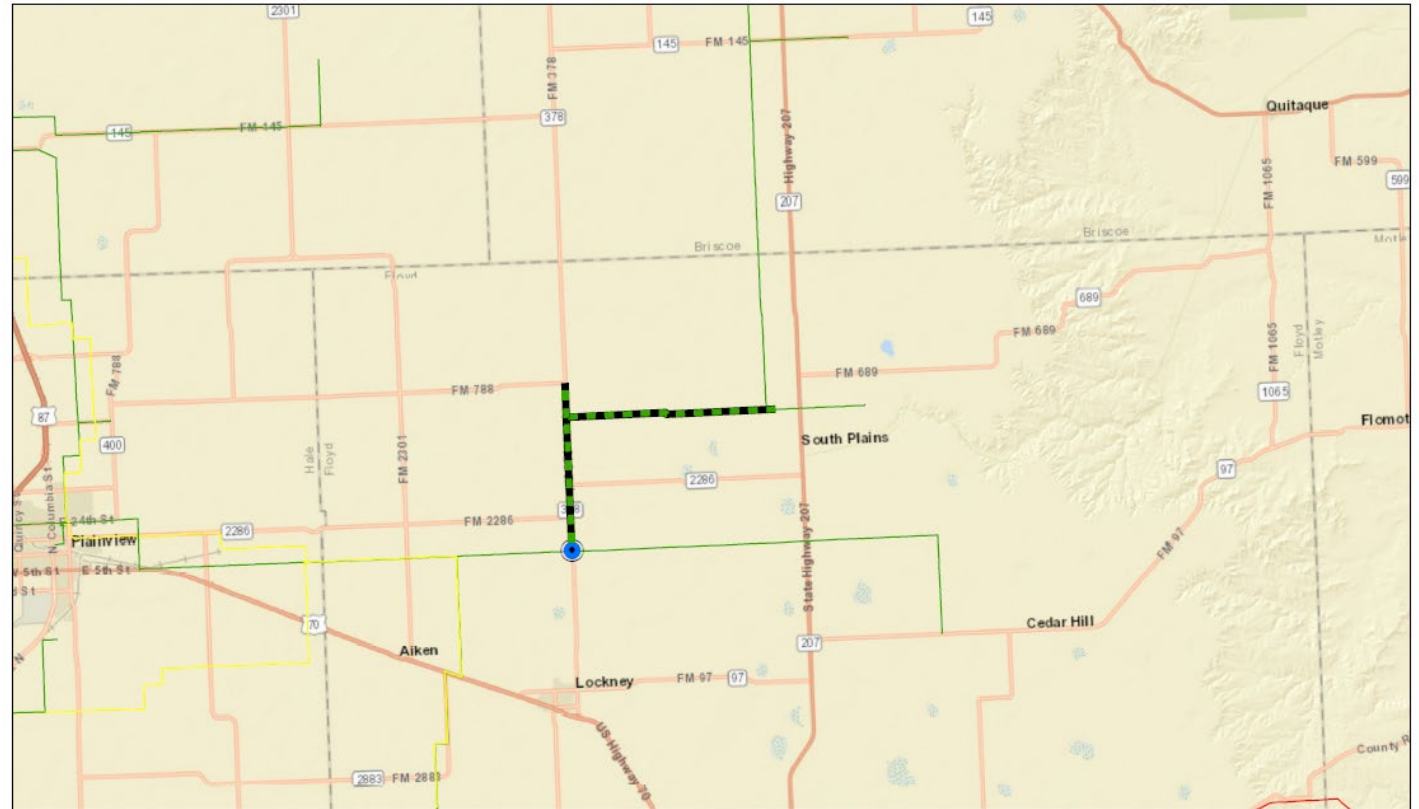 2301
145
145
FM 145
FM 378
Quitaque
378
145
FM 145
Highway 207
FM 599
599
FM 1065
207
Briscoe
Briscoe
Floyd
689
FM 689
FM 788
Floyd
Motley
FM 689
FM 788
1065
87
FM 1065
Flomot
400
Hale
Floyd
FM 2301
South Plains
97
2286
N Columbia St
Quincy S
E 24th St
2286
FM 2286
Plainview
E 5th St
State Highway 207
FM 97
70
Cedar Hill
207
Aiken
Lockney
FM 97
97
US Highway 70
County R
2883
FM 2883